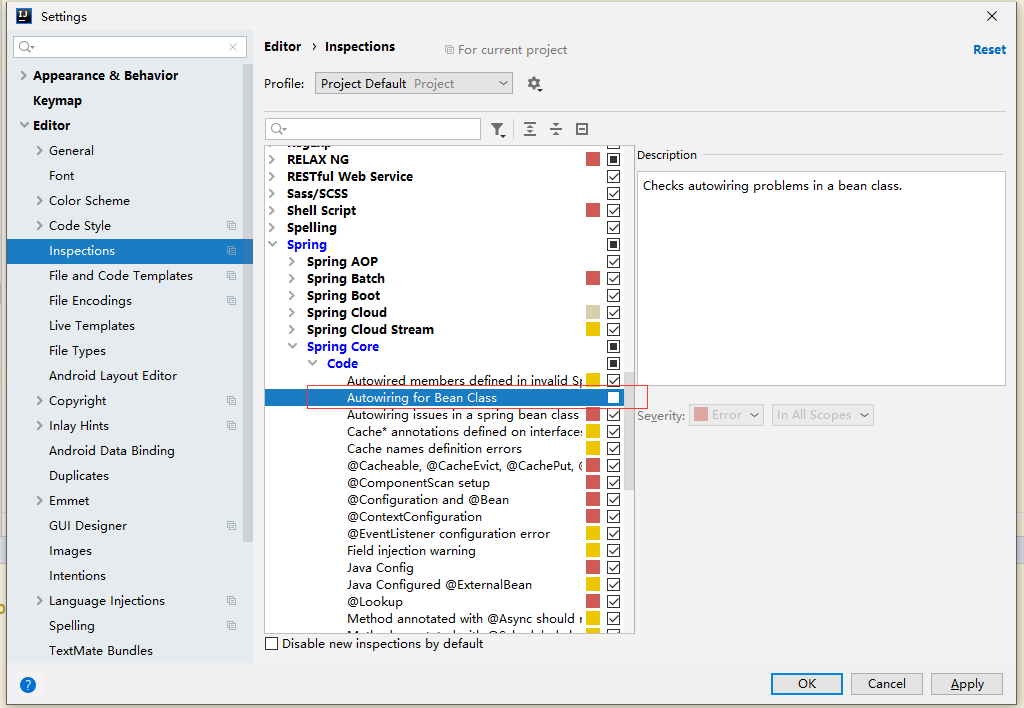 Settings
Appearance & Behavior
Keymap
Editor
General
Font
Color Scheme
Code Style
Inspections
File and Code Templates
File Encodings
Live Templates
File Types
Android Layout Editor
Copyright
Inlay Hints
Android Data Binding
Duplicates
Emmet
GUI Designer
Images
Intentions
Language Injections
Spelling
TextMate Bundles
Editor › Inspections
For current project
Reset
Profile: Project Default Project
RELAX NG
RESTful Web Service
Sass/SCSS
Shell Script
Spelling
Spring
Spring AOP
Spring Batch
Spring Boot
Spring Cloud
Spring Cloud Stream
Spring Core
Code
Autowired members defined in invalid
Autowiring for Bean Class
Autowiring issues in a spring bean class
Cache* annotations defined on interfaces
Cache names definition errors
@Cacheable, @CacheEvict, @CachePut,
@ComponentScan setup
@Configuration and @Bean
@ContextConfiguration
@EventListener configuration error
Field injection warning
Java Config
Java Configured @ExternalBean
@Lookup
Method annotated with @Async should
Disable new inspections by default
Description
Checks autowiring problems in a bean class.
Severity: Error In All Scopes
?
OK
Cancel
Apply